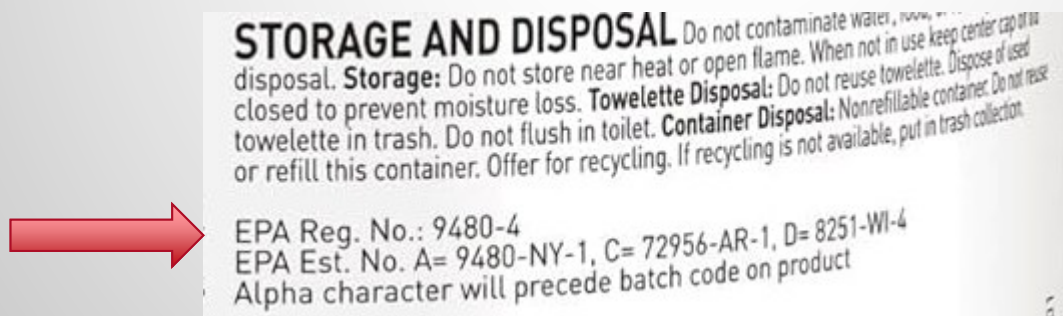 STORAGE AND DISPOSAL Do not contaminate water, food, or
disposal. Storage: Do not store near heat or open flame. When not in use keep center cap of lid
closed to prevent moisture loss. Towelette Disposal: Do not reuse towelette. Dispose of used
towelette in trash. Do not flush in toilet. Container Disposal: Nonrefillable container. Do not reuse
or refill this container. Offer for recycling. If recycling is not available, put in trash collection.
EPA Reg. No.: 9480-4
EPA Est. No. A= 9480-NY-1, C= 72956-AR-1, D= 8251-WI-4
Alpha character will precede batch code on product